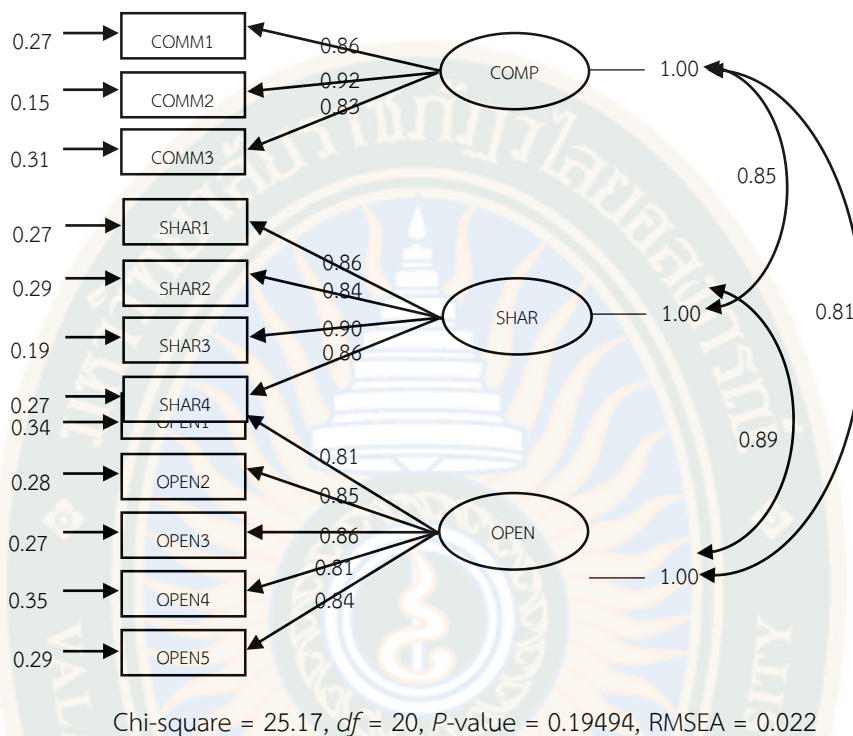 0.27 COMM1 0.86 COMP 1.00
0.15 COMM2 0.92
0.31 COMM3 0.83
0.85
0.27 SHAR1 0.86
0.29 SHAR2 0.84
SHAR 1.00 0.81
0.19 SHAR3 0.90
0.27 SHAR4 0.86
0.34 OPEN1 0.81
0.89
0.28 OPEN2 0.85
0.27 OPEN3 0.86 OPEN
0.35 OPEN4 0.81 1.00
0.29 OPEN5 0.84
Chi-square = 25.17, df = 20, P-value = 0.19494, RMSEA = 0.022